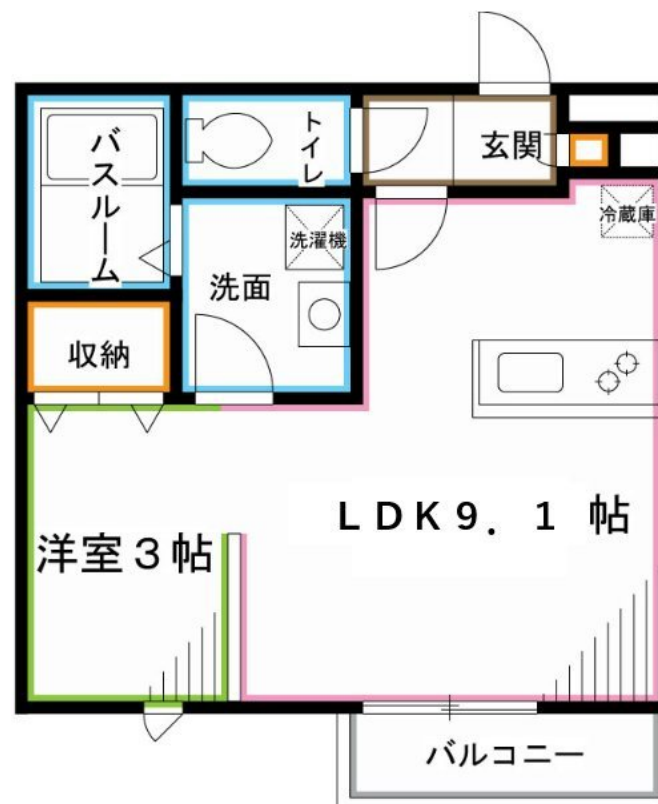 バスルーム
トイレ
玄関
冷蔵庫
洗濯機
洗面
収納
LDK9.1 帖
洋室3帖
バルコニー